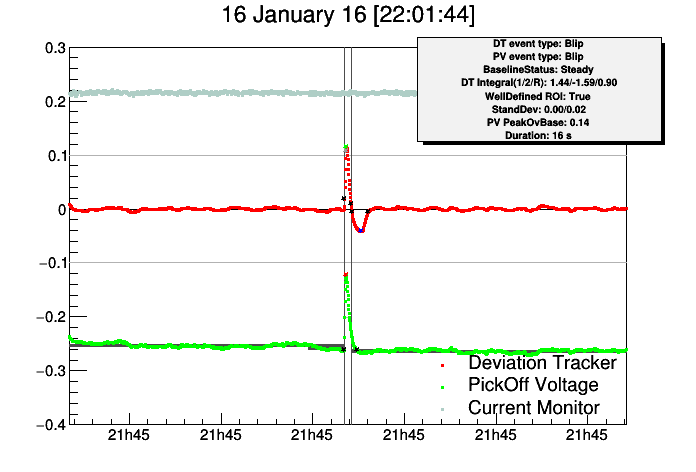 16 January 16 [22:01:44]
DT event type: Blip
PV event type: Blip
BaselineStatus: Steady
DT Integral(1/2/R): 1.44/-1.59/0.90
WellDefined ROI: True
StandDev: 0.00/0.02
PV PeakOvBase: 0.14
Duration: 16 s
0.3
0.2
0.1
0
−0.1
−0.2
−0.3
−0.4
Deviation Tracker
PickOff Voltage
Current Monitor
21h45 21h45 21h45 21h45 21h45 21h45